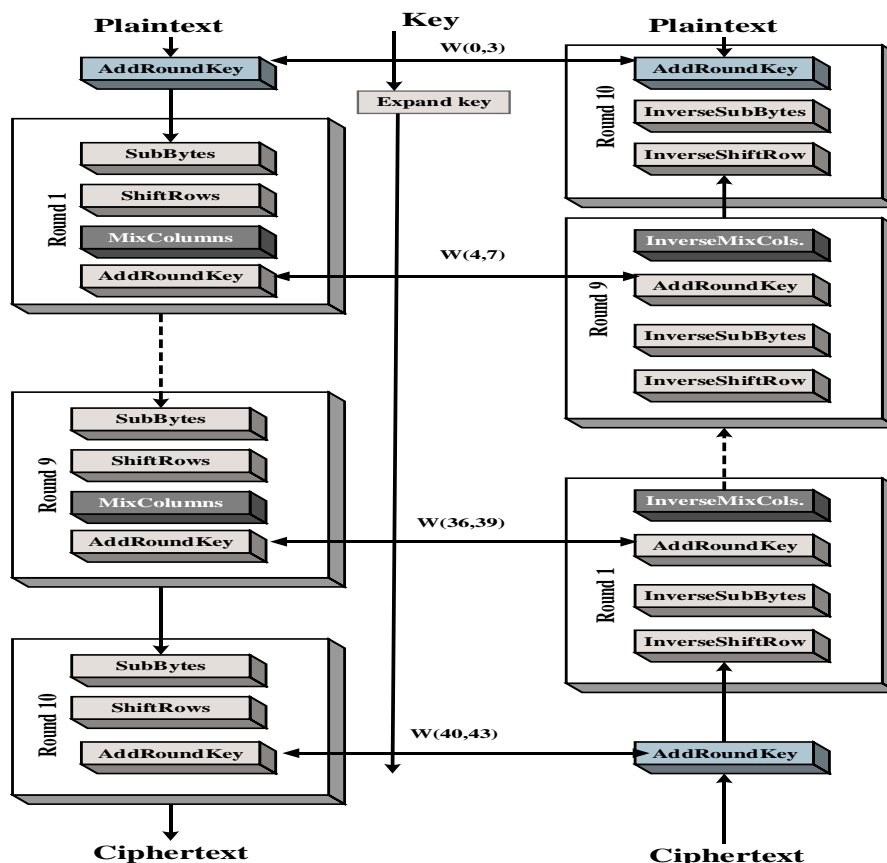 Plaintext
AddRoundKey
Round 1
SubBytes
ShiftRows
MixColumns
AddRoundKey
Round 9
SubBytes
ShiftRows
MixColumns
AddRoundKey
Round 10
SubBytes
ShiftRows
AddRoundKey
Ciphertext
Key
Expand key
W(0,3)
W(4,7)
W(36,39)
W(40,43)
Plaintext
Round 10
AddRoundKey
InverseSubBytes
InverseShiftRow
Round 9
InverseMixCols.
AddRoundKey
InverseSubBytes
InverseShiftRow
Round 1
InverseMixCols.
AddRoundKey
InverseSubBytes
InverseShiftRow
AddRoundKey
Ciphertext